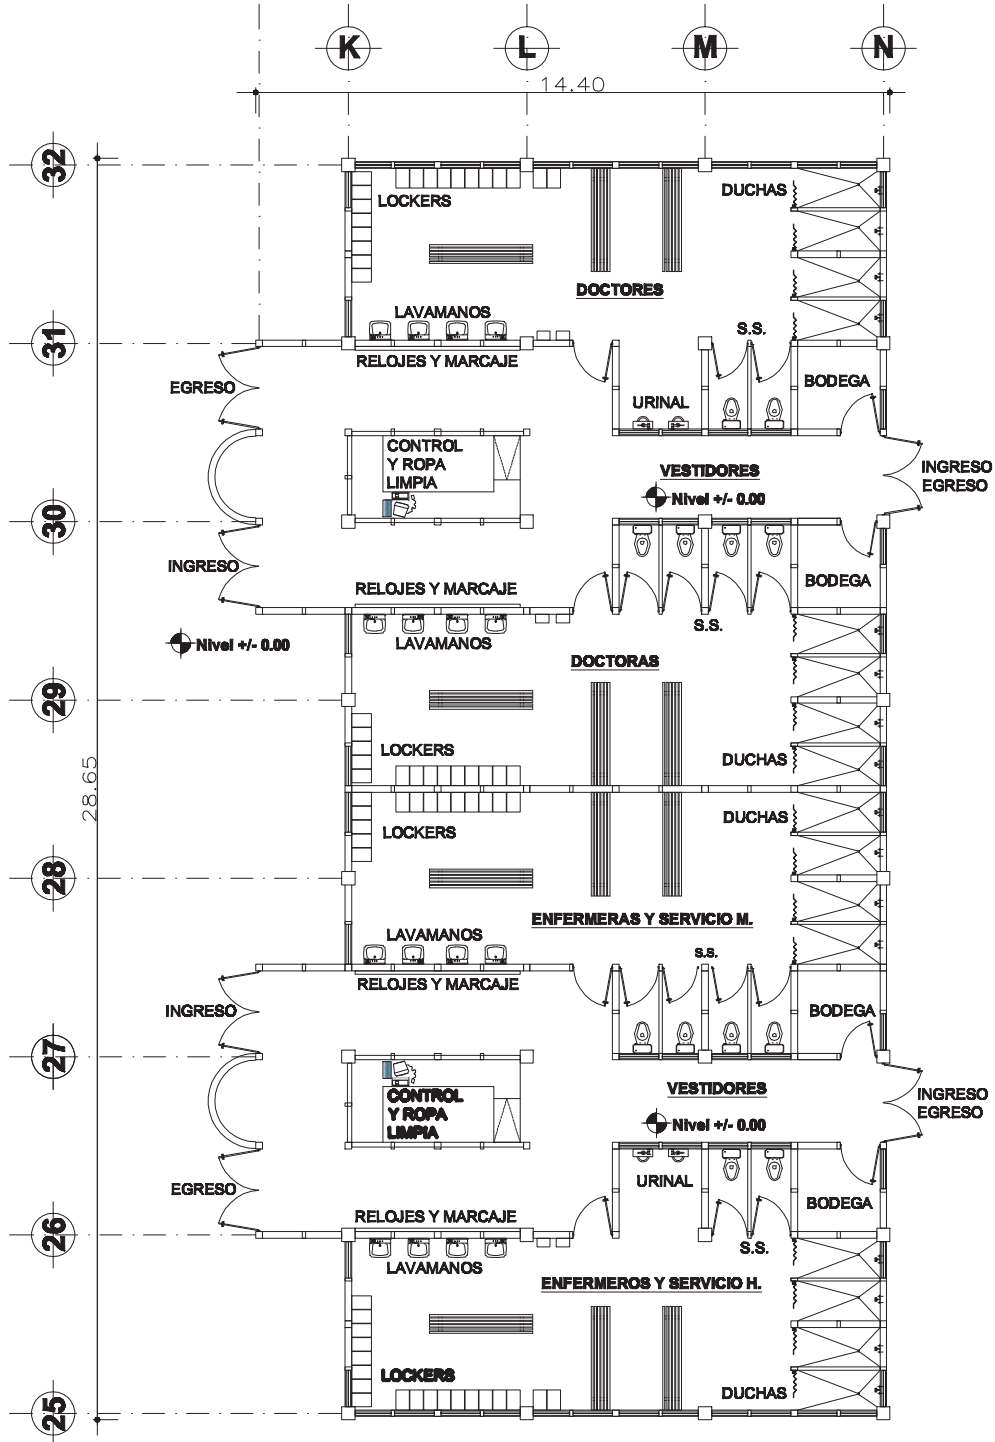 K L M N
14.40
32
DUCHAS
LOCKERS
DOCTORES
LAVAMANOS
S.S.
31
RELOJES Y MARCAJE
EGRESO
BODEGA
URINAL
CONTROL
Y ROPA
LIMPIA
VESTIDORES
INGRESO
EGRESO
Nivel +/- 0.00
30
INGRESO
RELOJES Y MARCAJE
BODEGA
S.S.
Nivel +/- 0.00
LAVAMANOS
DOCTORAS
29
LOCKERS
DUCHAS
28.65
DUCHAS
LOCKERS
28
ENFERMERAS Y SERVICIO M.
LAVAMANOS
S.S.
RELOJES Y MARCAJE
INGRESO
BODEGA
27
VESTIDORES
CONTROL
Y ROPA
LIMPIA
INGRESO
EGRESO
Nivel +/- 0.00
URINAL
EGRESO
BODEGA
RELOJES Y MARCAJE
26
S.S.
LAVAMANOS
ENFERMEROS Y SERVICIO H.
LOCKERS
DUCHAS
25